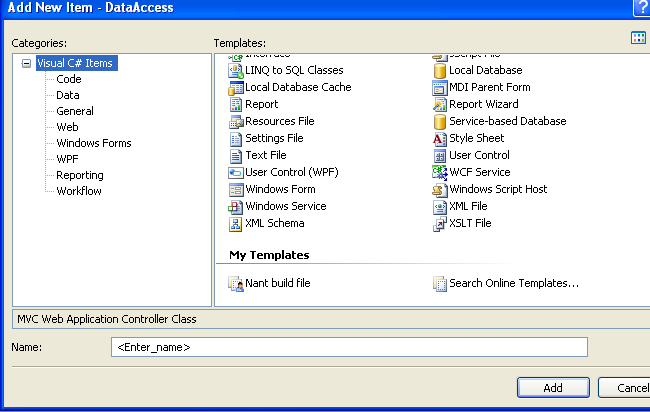 Add New Item - DataAccess
?
Categories:
Templates:
Visual C# Items
Code
Data
General
Web
Windows Forms
WPF
Reporting
Workflow
Interface
JScript File
LINQ to SQL Classes
Local Database
Local Database Cache
MDI Parent Form
Report
Report Wizard
Resources File
Service-based Database
Settings File
Style Sheet
Text File
User Control
User Control (WPF)
WCF Service
Windows Form
Windows Script Host
Windows Service
XML File
XML Schema
XSLT File
My Templates
Nant build file
Search Online Templates...
MVC Web Application Controller Class
Name:
<Enter_name>
Add
Cancel